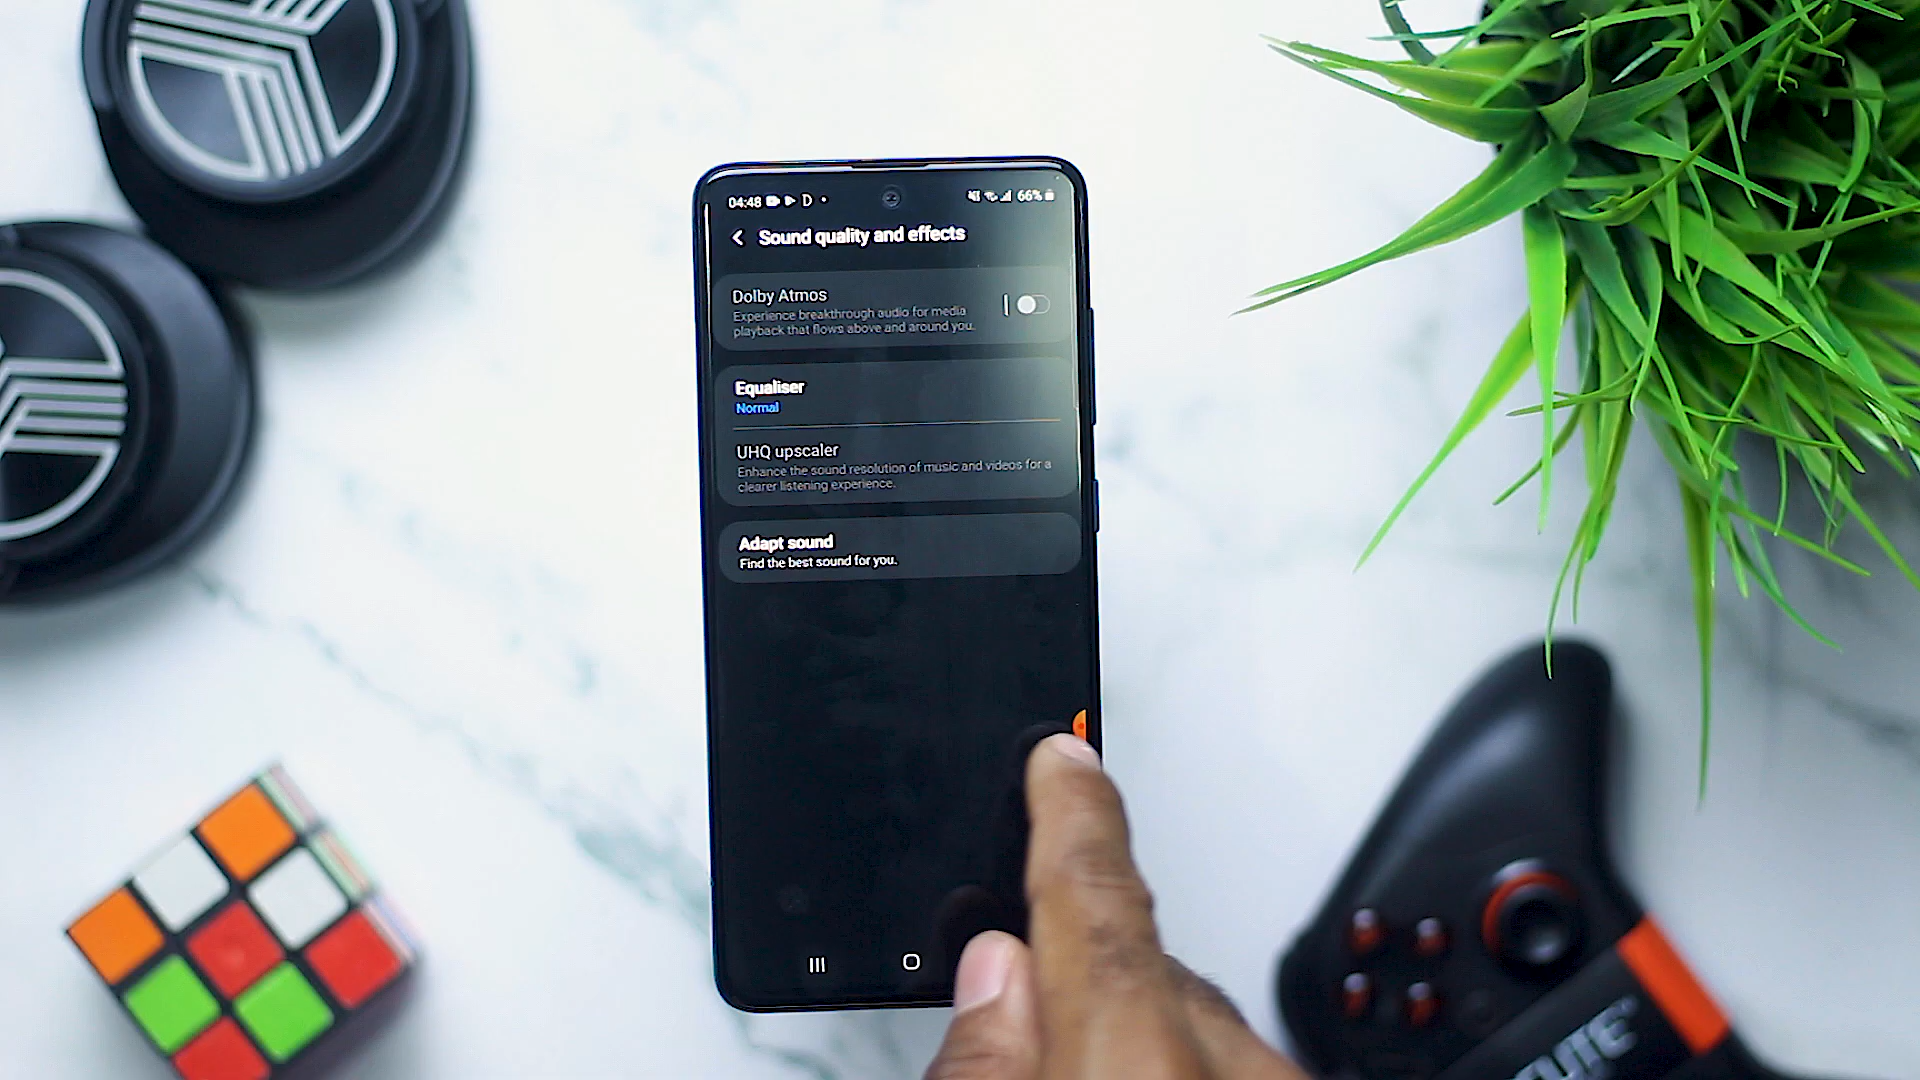 04:48 D 66%
Sound quality and effects
Dolby Atmos
Experience breakthrough audio for media
playback that flows above and around you.
Equaliser
Normal
UHQ upscaler
Enhance the sound resolution of music and videos for a
clearer listening experience.
Adapt sound
Find the best sound for you.